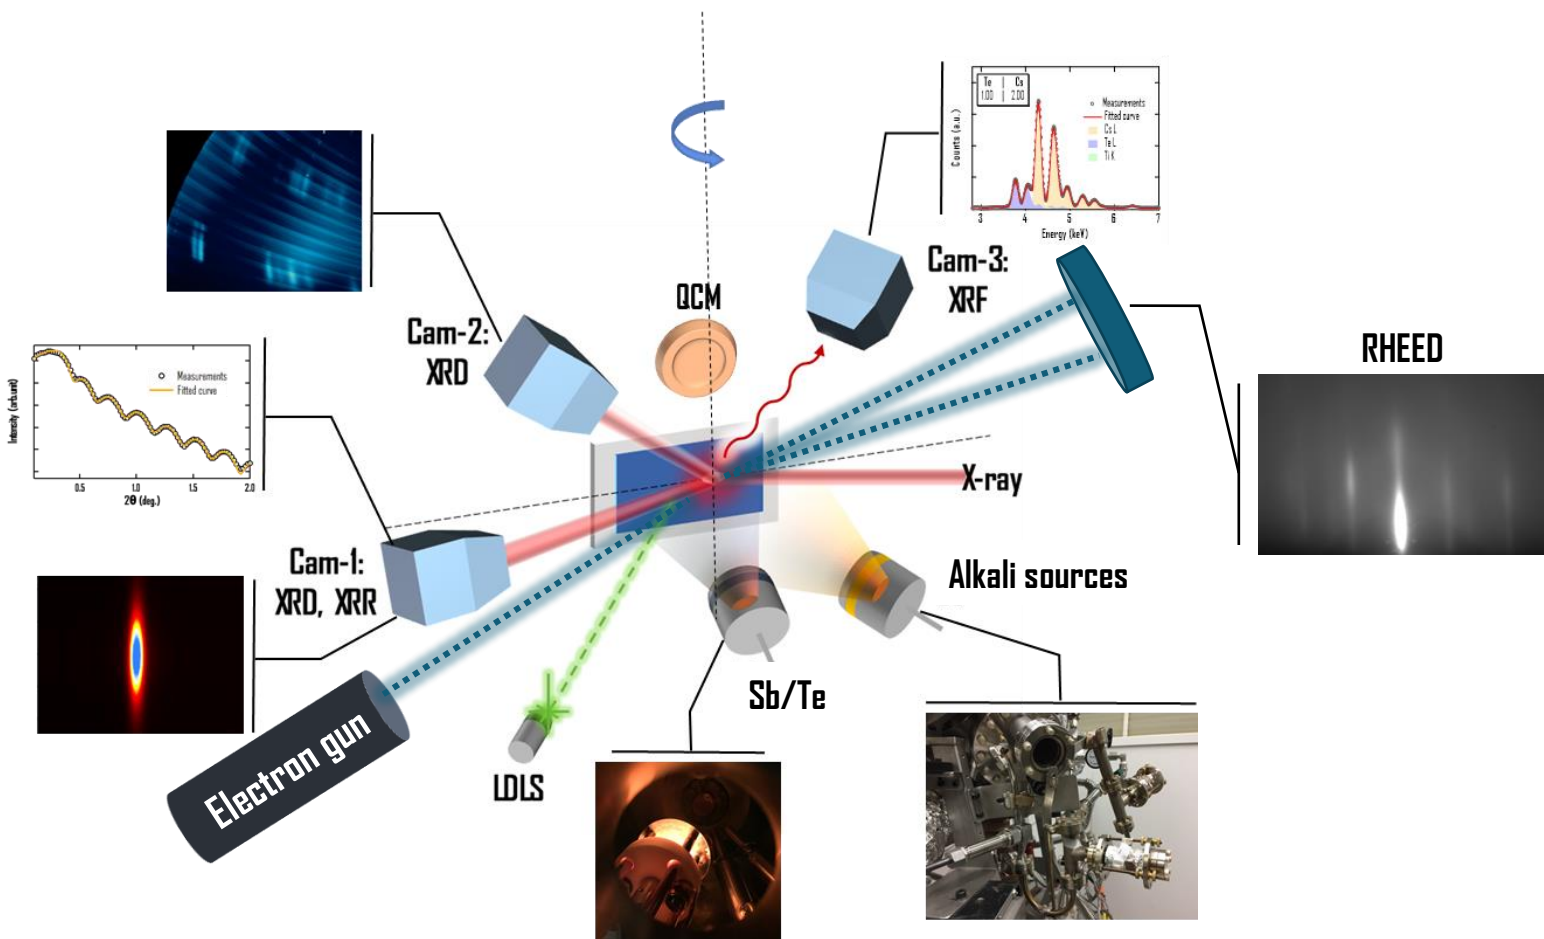 Te | Cs
1.00 | 2.00
Measurements
Fitted curve
Cs L
Te L
Ti K
Counts (a.u.)
3 4 5 6 7
Energy (keV)
Cam-3:
XRF
QCM
Cam-2:
XRD
RHEED
Measurements
Fitted curve
Intensity (arb.unit)
0.5 1.0 1.5 2.0
2θ (deg.)
X-ray
Cam-1:
XRD, XRR
Alkali sources
Sb/Te
Electron gun
LDLS